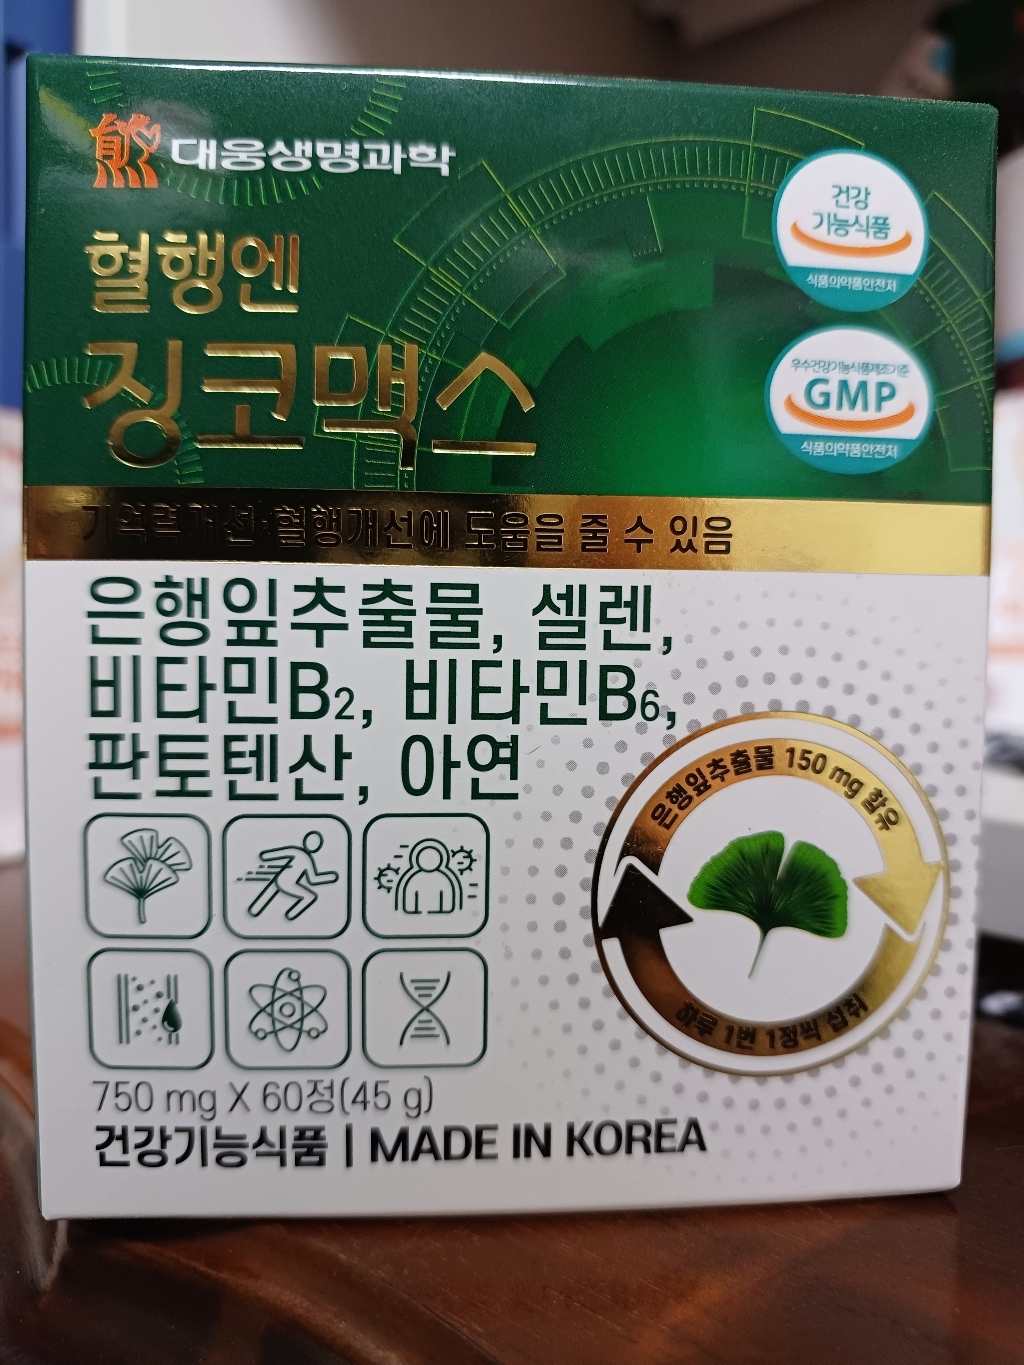 대웅생명과학
혈행엔
징코맥스
건강
기능식품
식품의약품안전처
우수건강기능식품제조기준
GMP
식품의약품안전처
기억력개선·혈행개선에 도움을 줄 수 있음
은행잎추출물, 셀렌,
비타민B2, 비타민B6,
판토텐산, 아연
은행잎추출물 150 mg 함유
하루 1번 1정씩 섭취
750 mg X 60정(45 g)
건강기능식품 | MADE IN KOREA